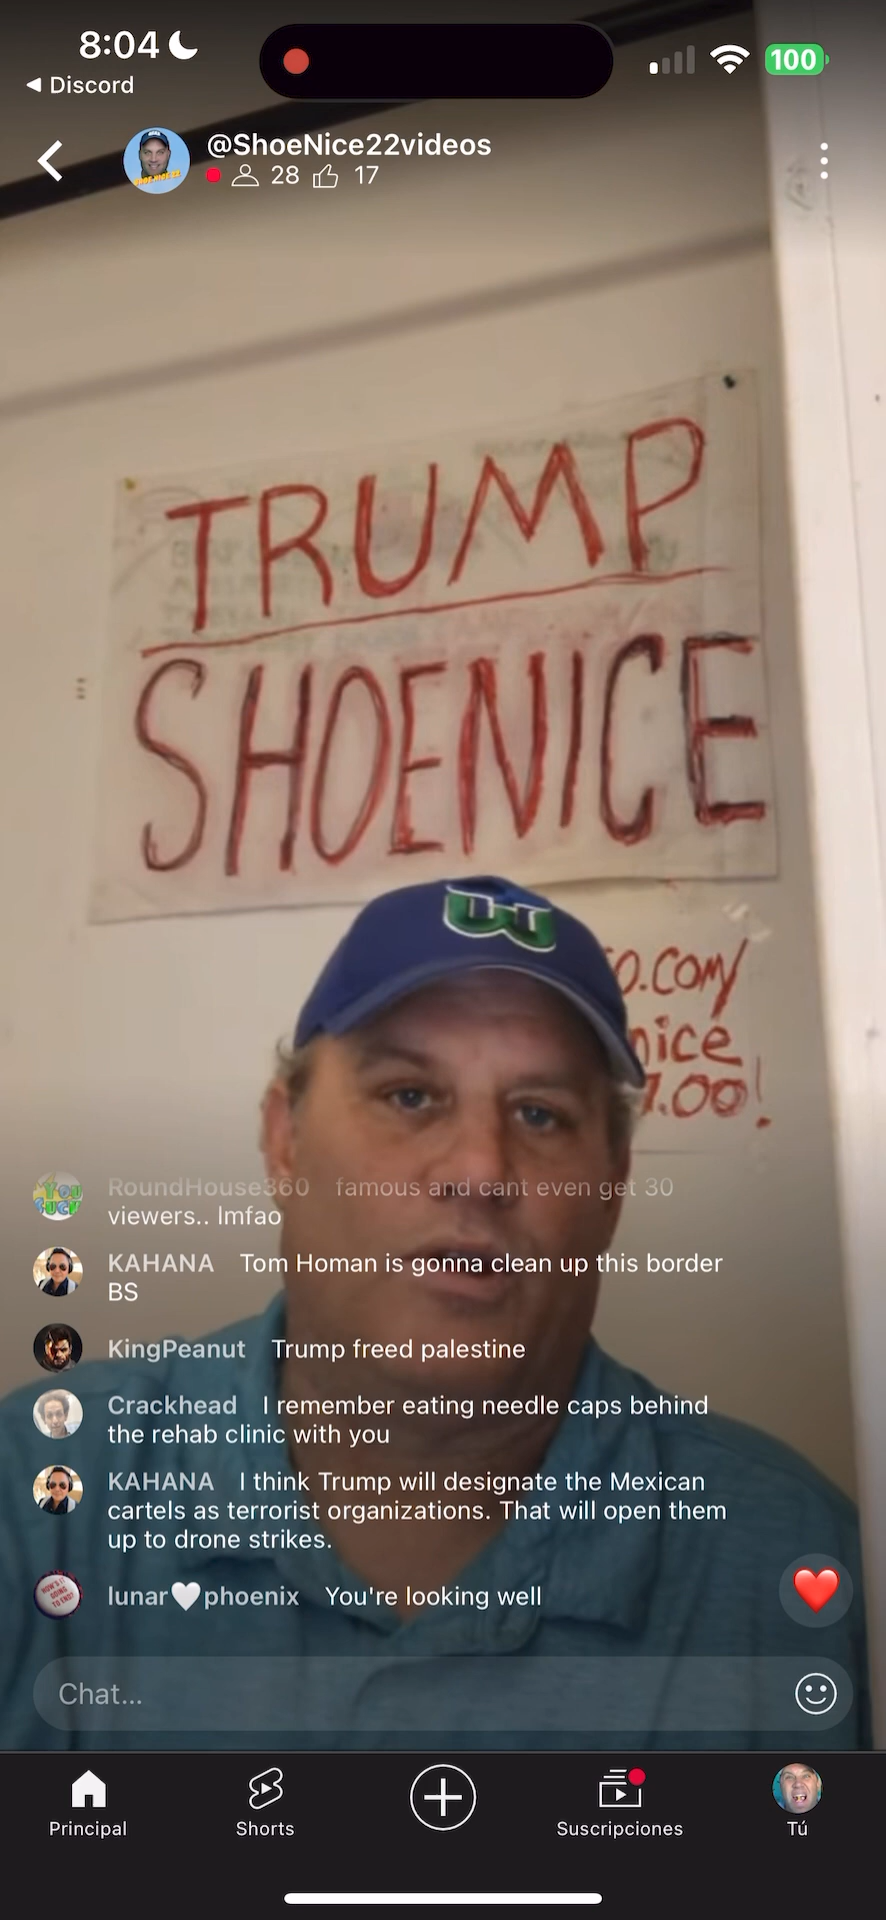 8:04
100
Discord
@ShoeNice22videos
28 17
TRUMP
SHOENICE
O.COM/
nice
7.00!
RoundHouse360 famous and cant even get 30
viewers.. lmfao
KAHANA Tom Homan is gonna clean up this border
BS
KingPeanut Trump freed palestine
Crackhead I remember eating needle caps behind
the rehab clinic with you
KAHANA I think Trump will designate the Mexican
cartels as terrorist organizations. That will open them
up to drone strikes.
lunar🤍phoenix You're looking well
Chat...
Principal
Shorts
Suscripciones
Tú